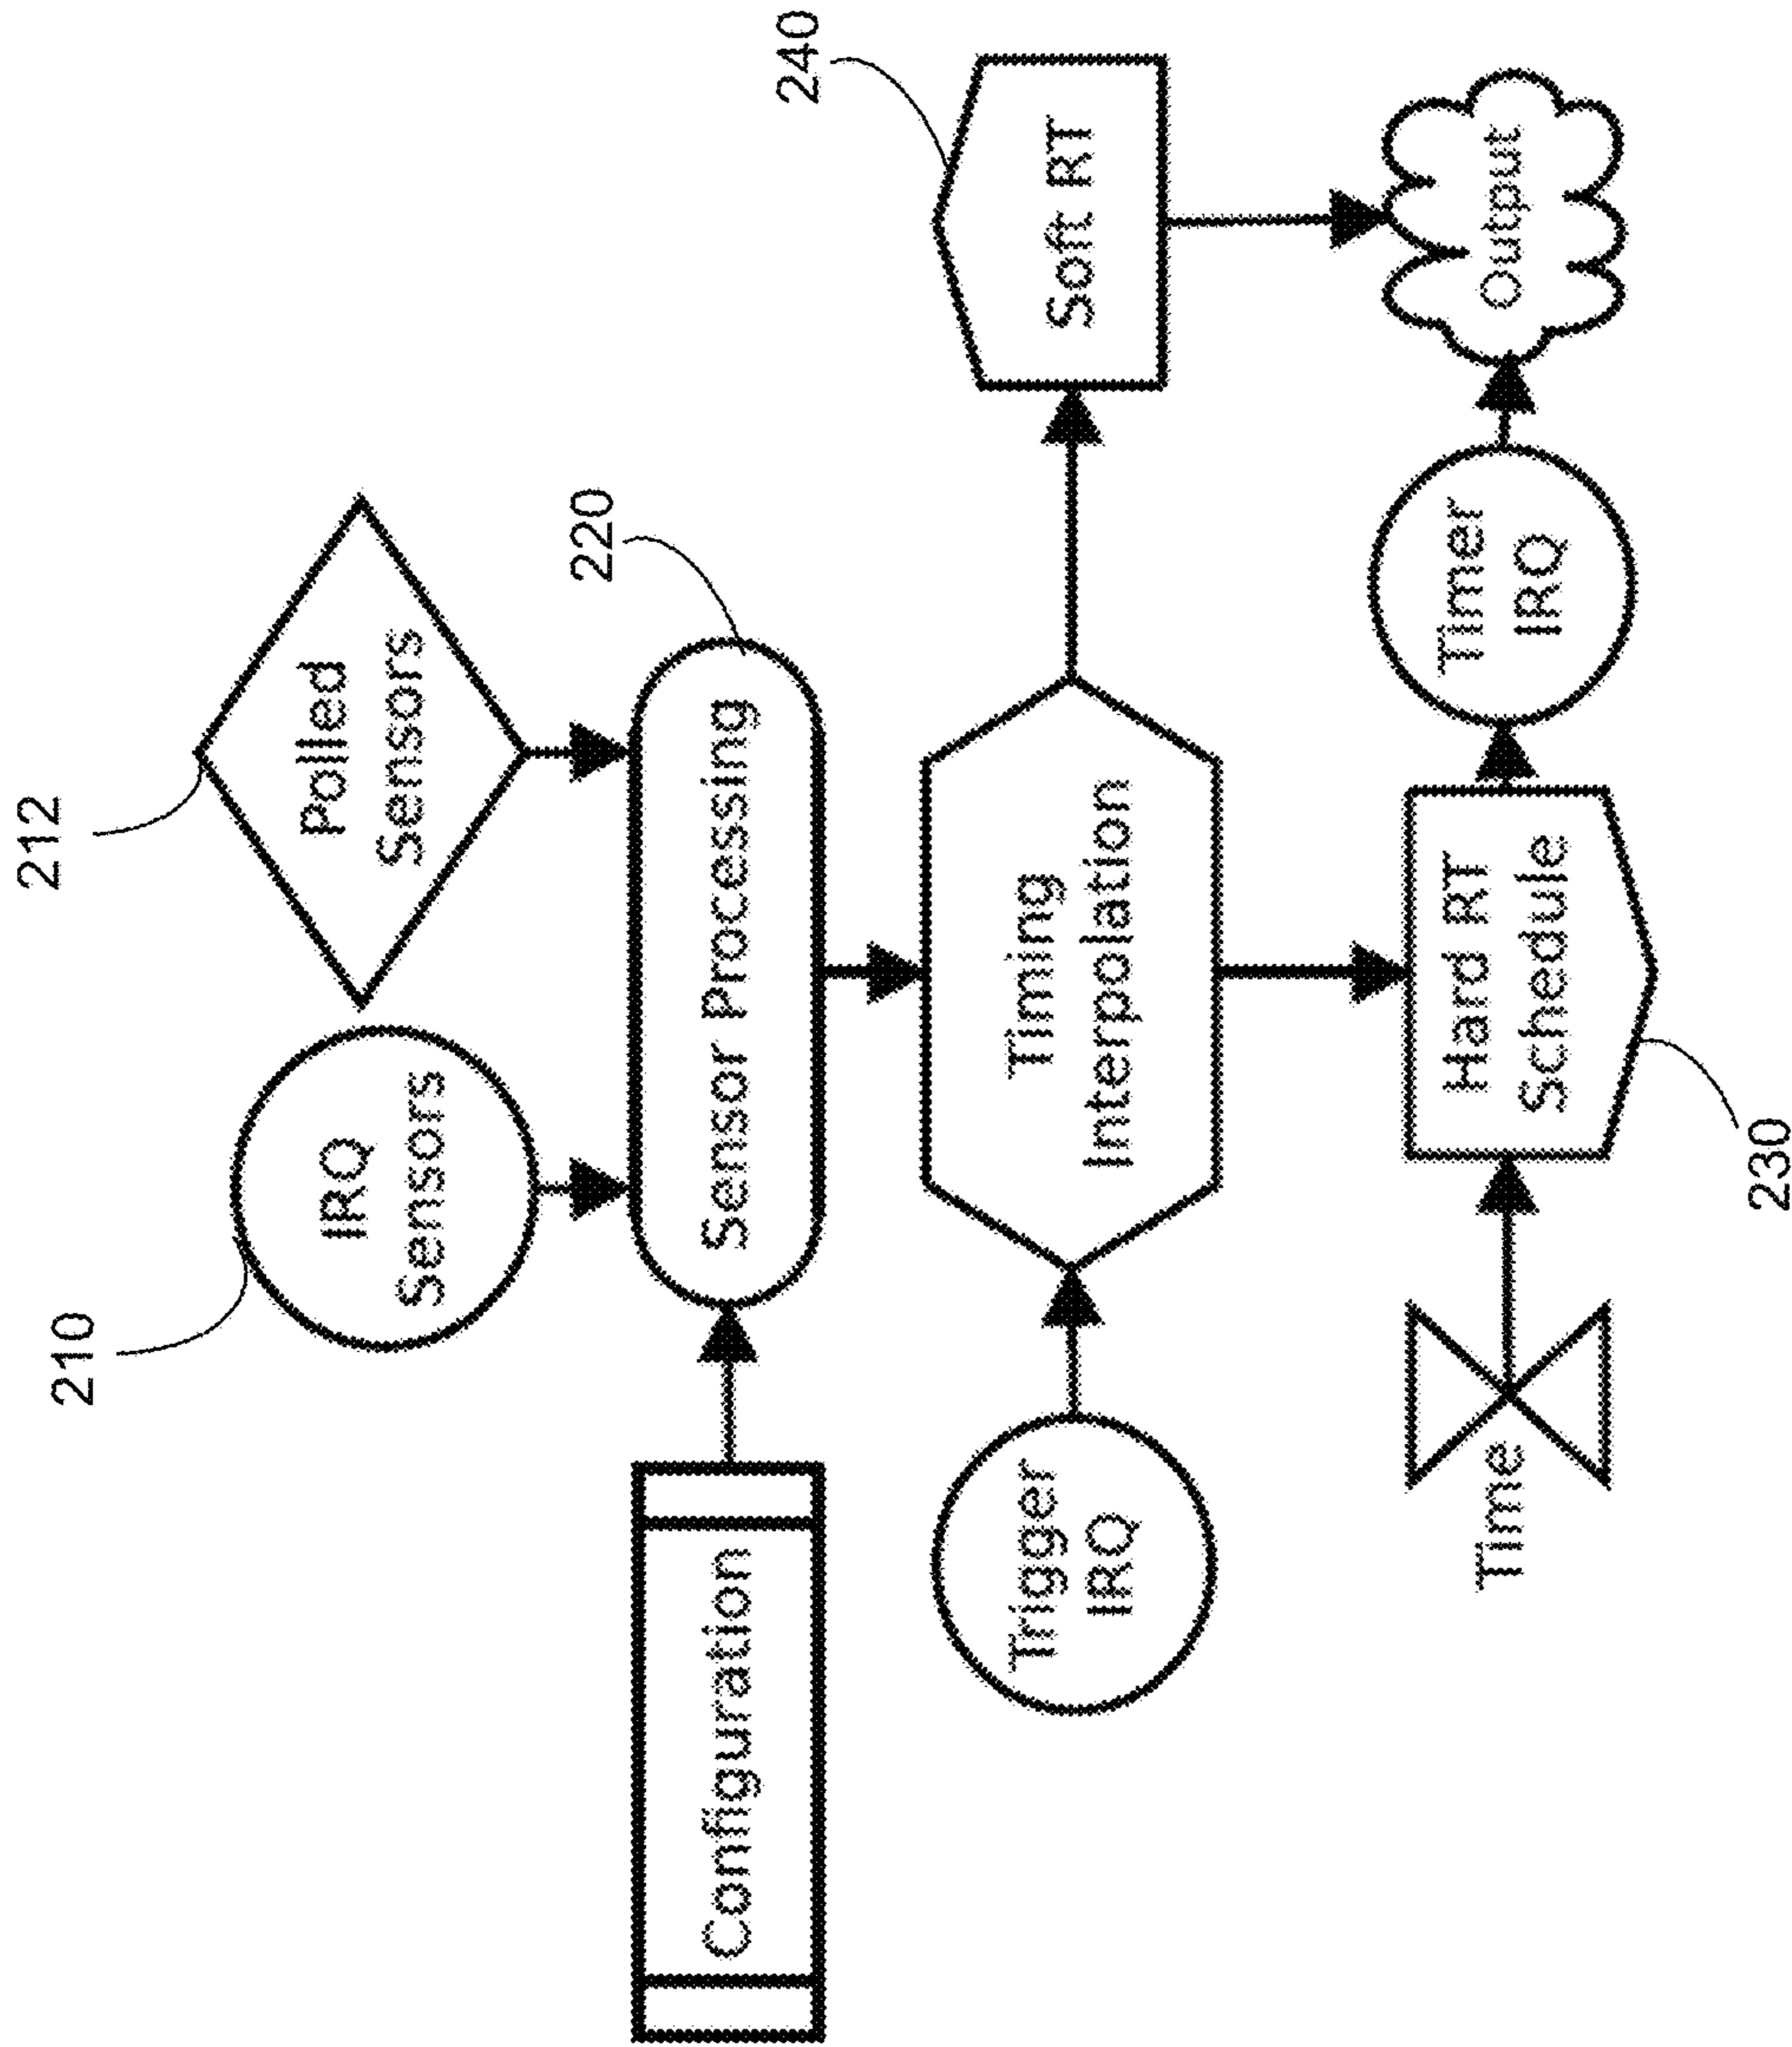 210
212
IRQ
Sensors
Polled
Sensors
220
Configuration
Sensor Processing
240
Trigger
IRQ
Timing
Interpolation
Soft RT
Time
Hard RT
Schedule
Timer
IRQ
Output
230